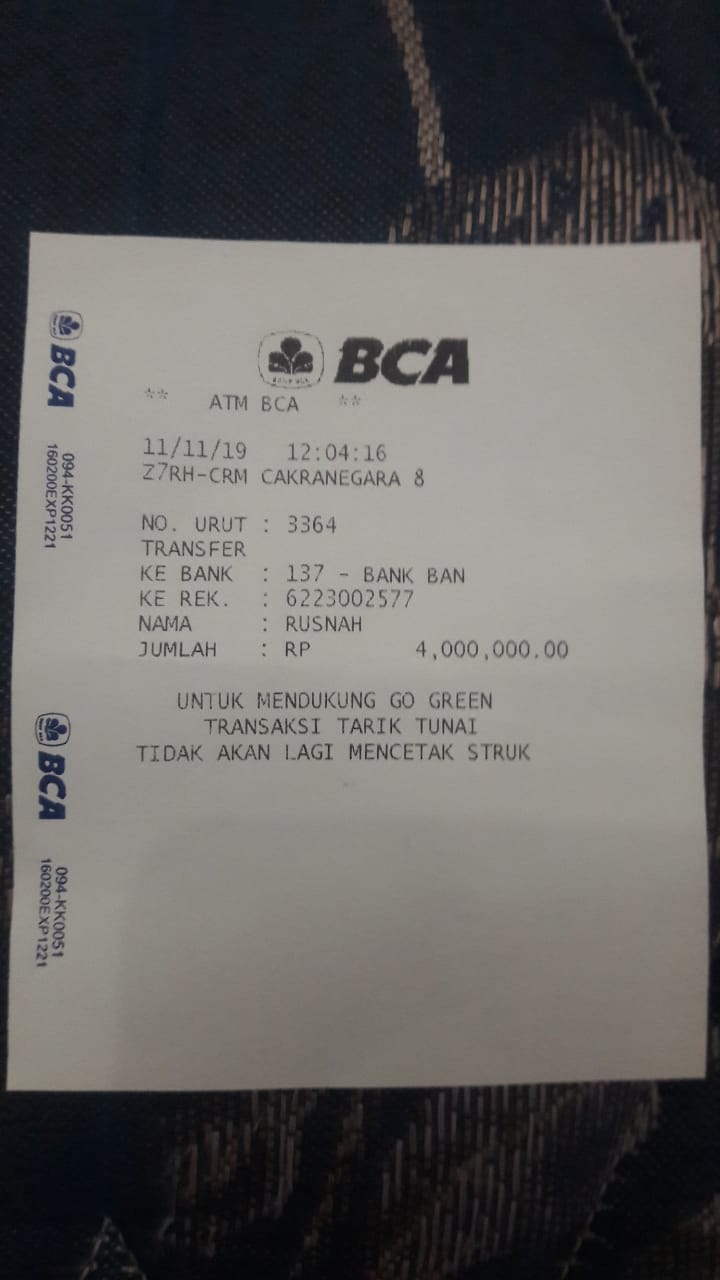 BCA
** ATM BCA **
11/11/19 12:04:16
Z7RH-CRM CAKRANEGARA 8
NO. URUT : 3364
TRANSFER
KE BANK : 137 - BANK BAN
KE REK. : 6223002577
NAMA : RUSNAH
JUMLAH : RP 4,000,000.00
UNTUK MENDUKUNG GO GREEN
TRANSAKSI TARIK TUNAI
TIDAK AKAN LAGI MENCETAK STRUK
BCA
094-KK0051
160200EXP1221
BCA
094-KK0051
160200EXP1221